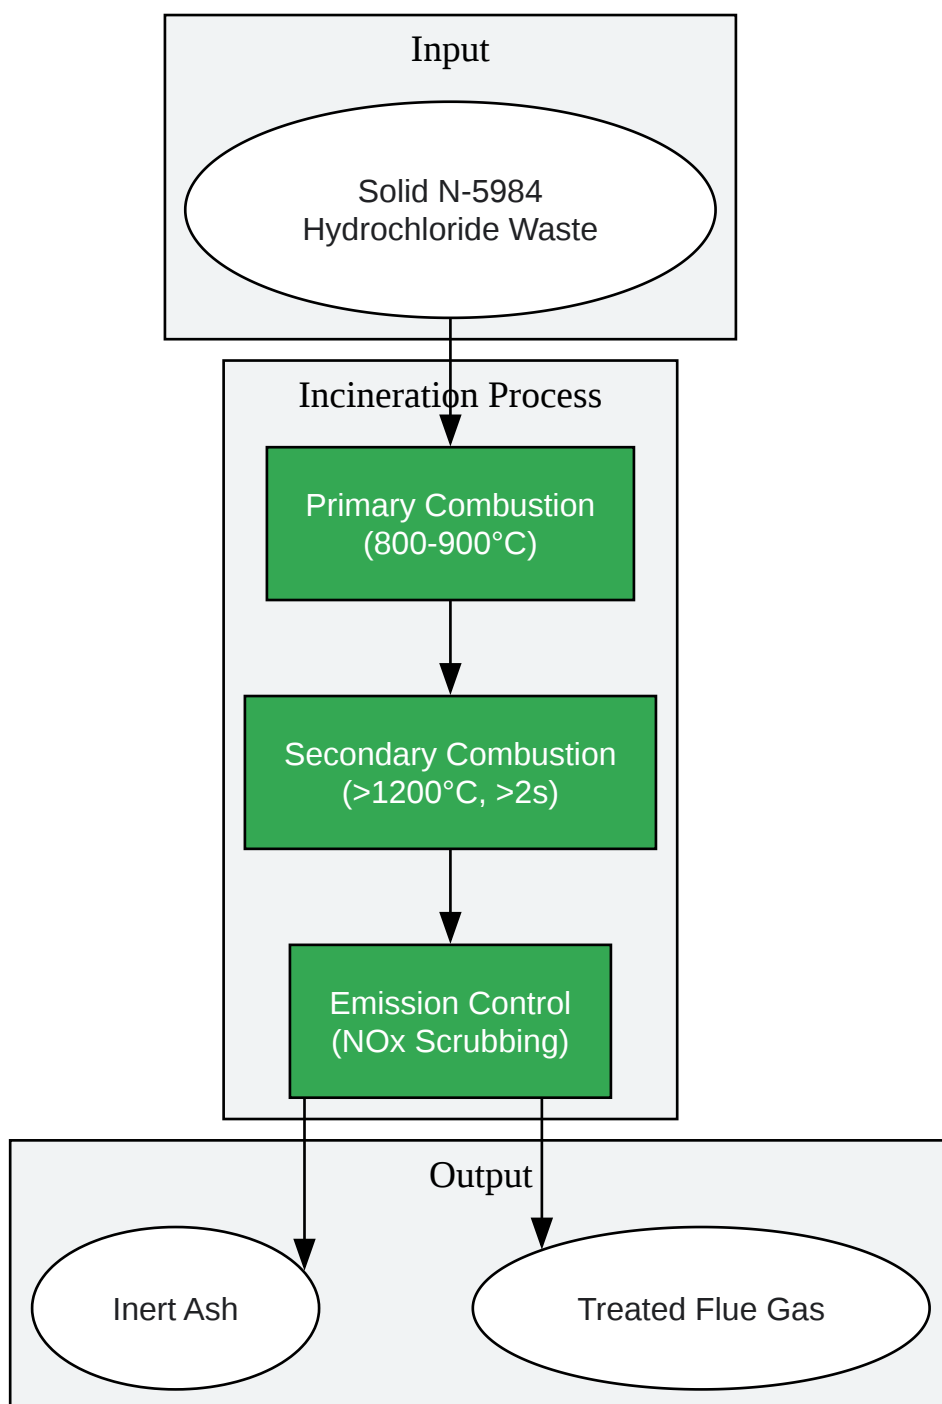 Input
Solid N-5984
Hydrochloride Waste
Incineration Process
Primary Combustion
(800-900°C)
Secondary Combustion
(>1200°C, >2s)
Emission Control
(NOx Scrubbing)
Output
Inert Ash
Treated Flue Gas